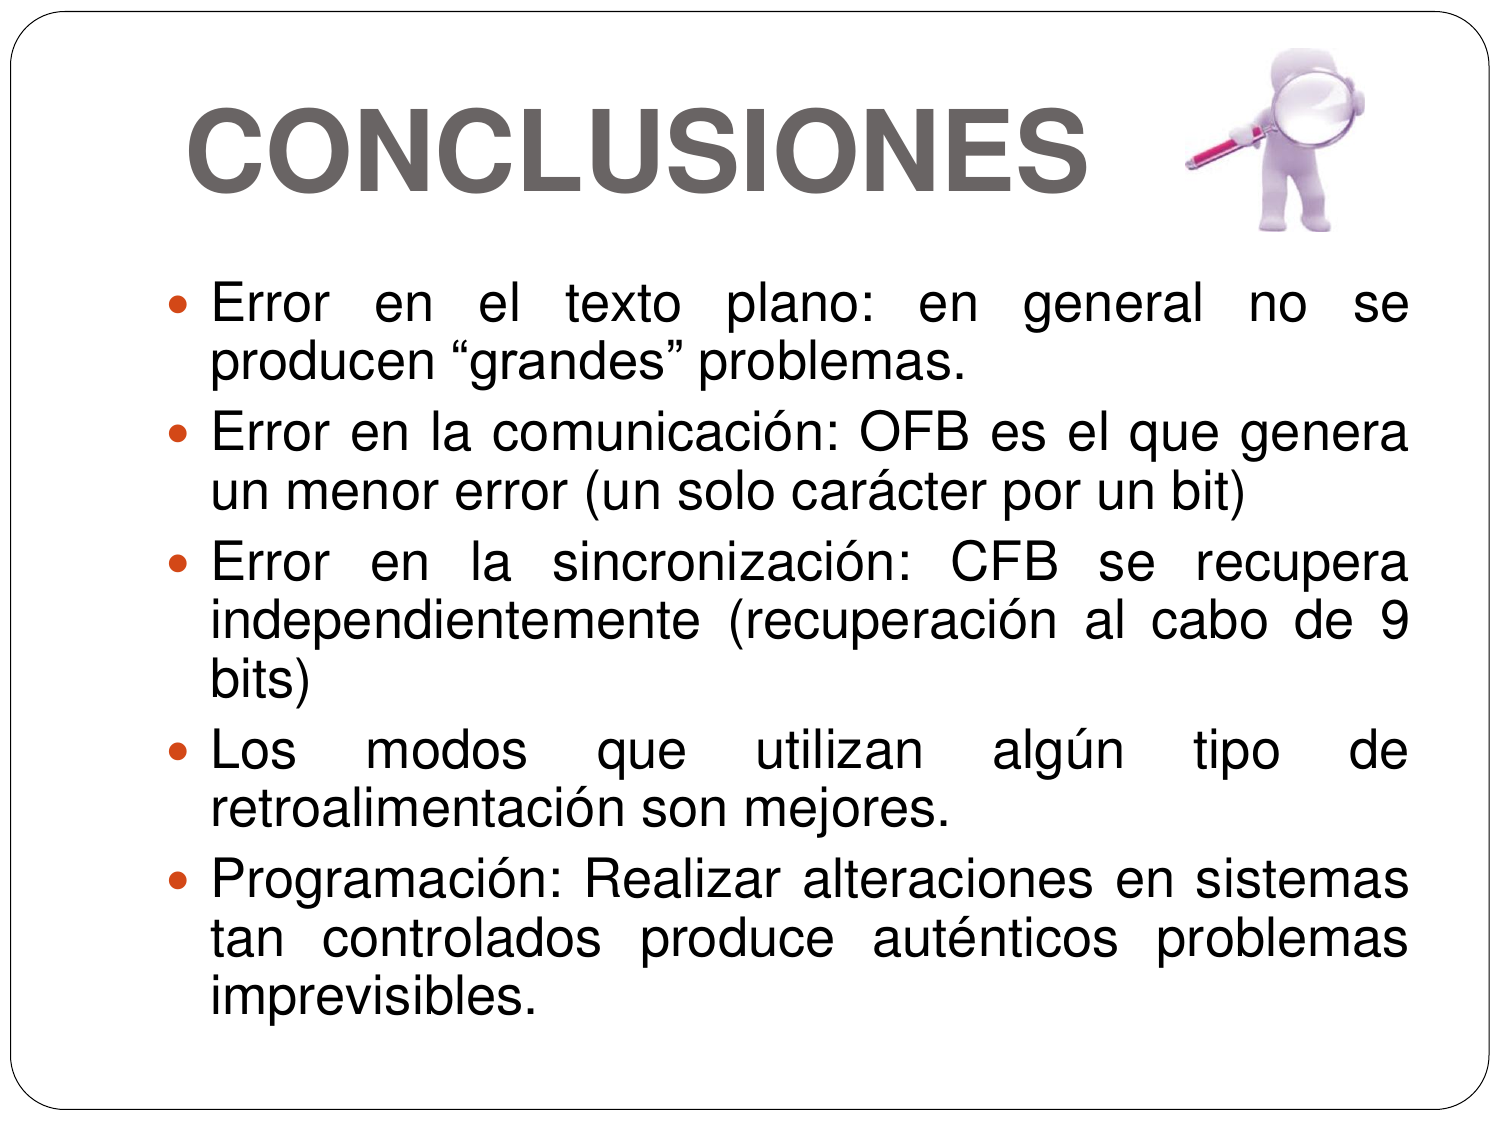 CONCLUSIONES
• Error en el texto plano: en general no se
producen “grandes” problemas.
• Error en la comunicación: OFB es el que genera
un menor error (un solo carácter por un bit)
• Error en la sincronización: CFB se recupera
independientemente (recuperación al cabo de 9
bits)
• Los modos que utilizan algún tipo de
retroalimentación son mejores.
• Programación: Realizar alteraciones en sistemas
tan controlados produce auténticos problemas
imprevisibles.